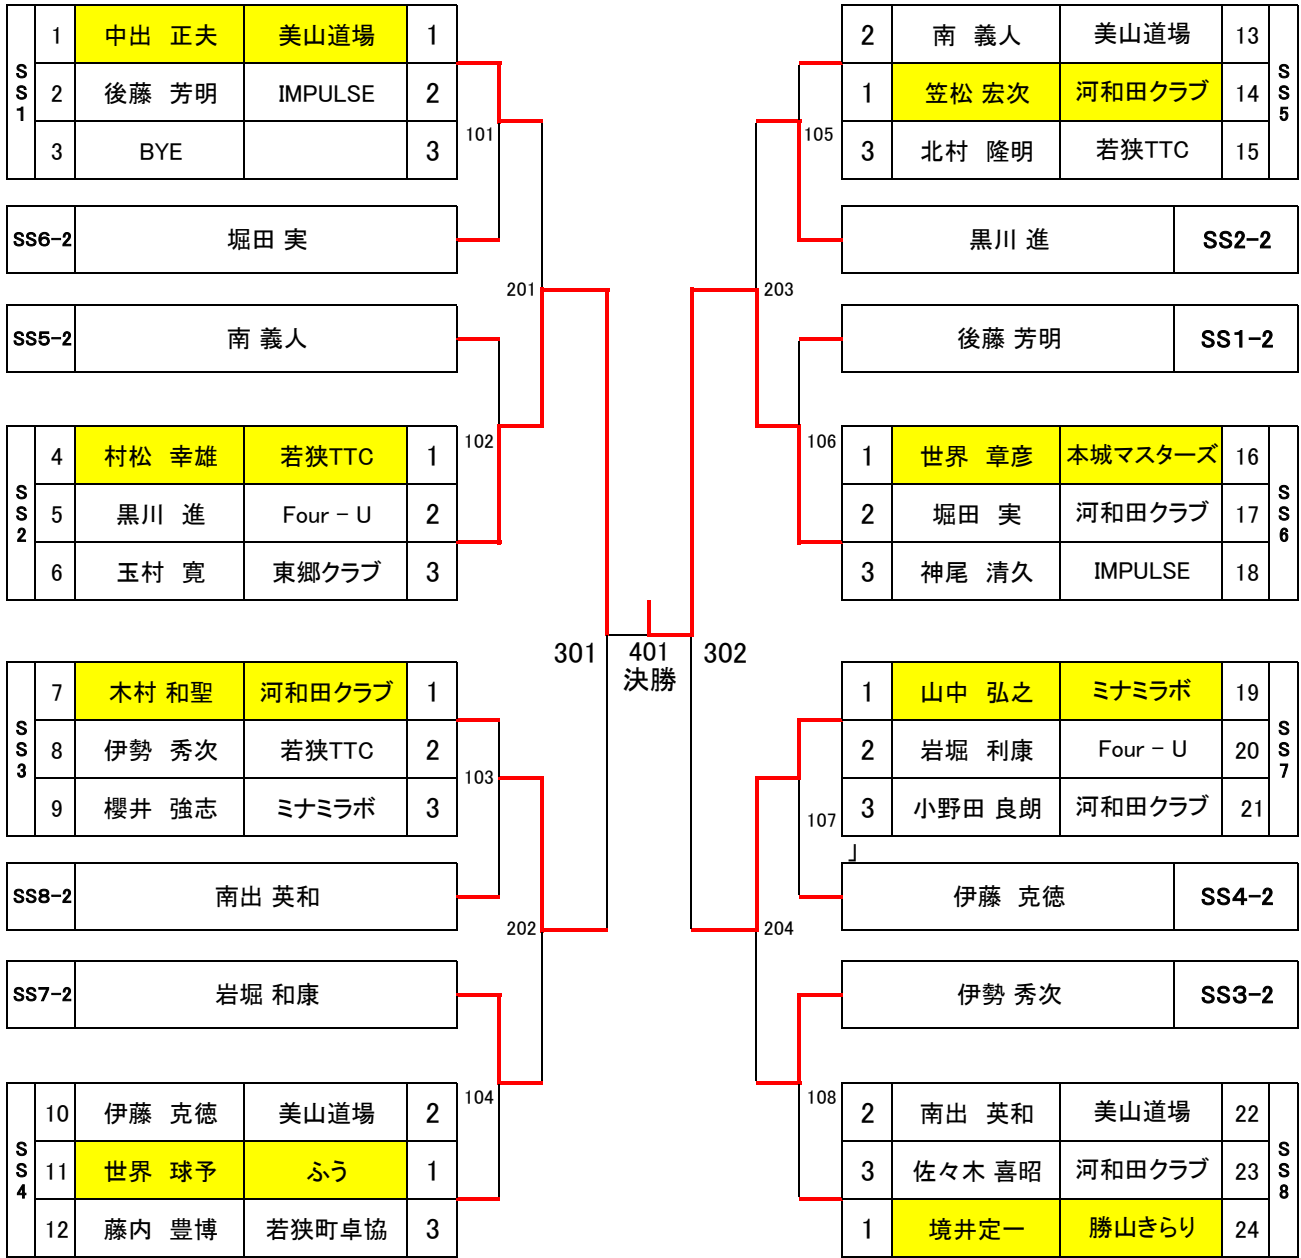 SS1
1 中出 正夫 美山道場 1
2 後藤 芳明 IMPULSE 2
3 BYE 3
101
SS6-2 堀田 実
201
SS5-2 南 義人
102
SS2
4 村松 幸雄 若狭TTC 1
5 黒川 進 Four-U 2
6 玉村 寛 東郷クラブ 3
301
SS3
7 木村 和聖 河和田クラブ 1
8 伊勢 秀次 若狭TTC 2
9 櫻井 強志 ミナミラボ 3
103
SS8-2 南出 英和
202
SS7-2 岩堀 和康
104
SS4
10 伊藤 克徳 美山道場 2
11 世界 球予 ふう 1
12 藤内 豊博 若狭町卓協 3
401
決勝
2 南 義人 美山道場 13
1 笠松 宏次 河和田クラブ 14
3 北村 隆明 若狭TTC 15
SS5
105
黒川 進 SS2-2
203
後藤 芳明 SS1-2
106
1 世界 章彦 本城マスターズ 16
2 堀田 実 河和田クラブ 17
3 神尾 清久 IMPULSE 18
SS6
302
1 山中 弘之 ミナミラボ 19
2 岩堀 利康 Four-U 20
3 小野田 良朗 河和田クラブ 21
SS7
107
」
伊藤 克徳 SS4-2
204
伊勢 秀次 SS3-2
108
2 南出 英和 美山道場 22
3 佐々木 喜昭 河和田クラブ 23
1 境井定一 勝山きらり 24
SS8